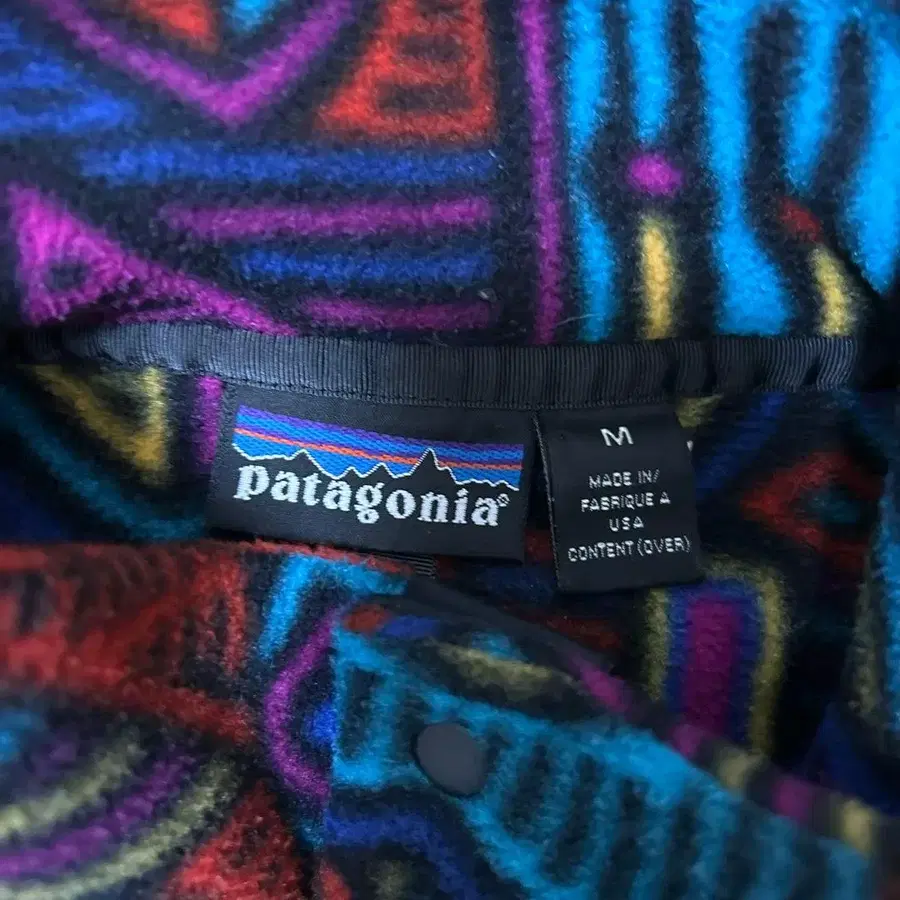 patagonia®
M
MADE IN/
FABRIQUE A
USA
CONTENT (OVER)